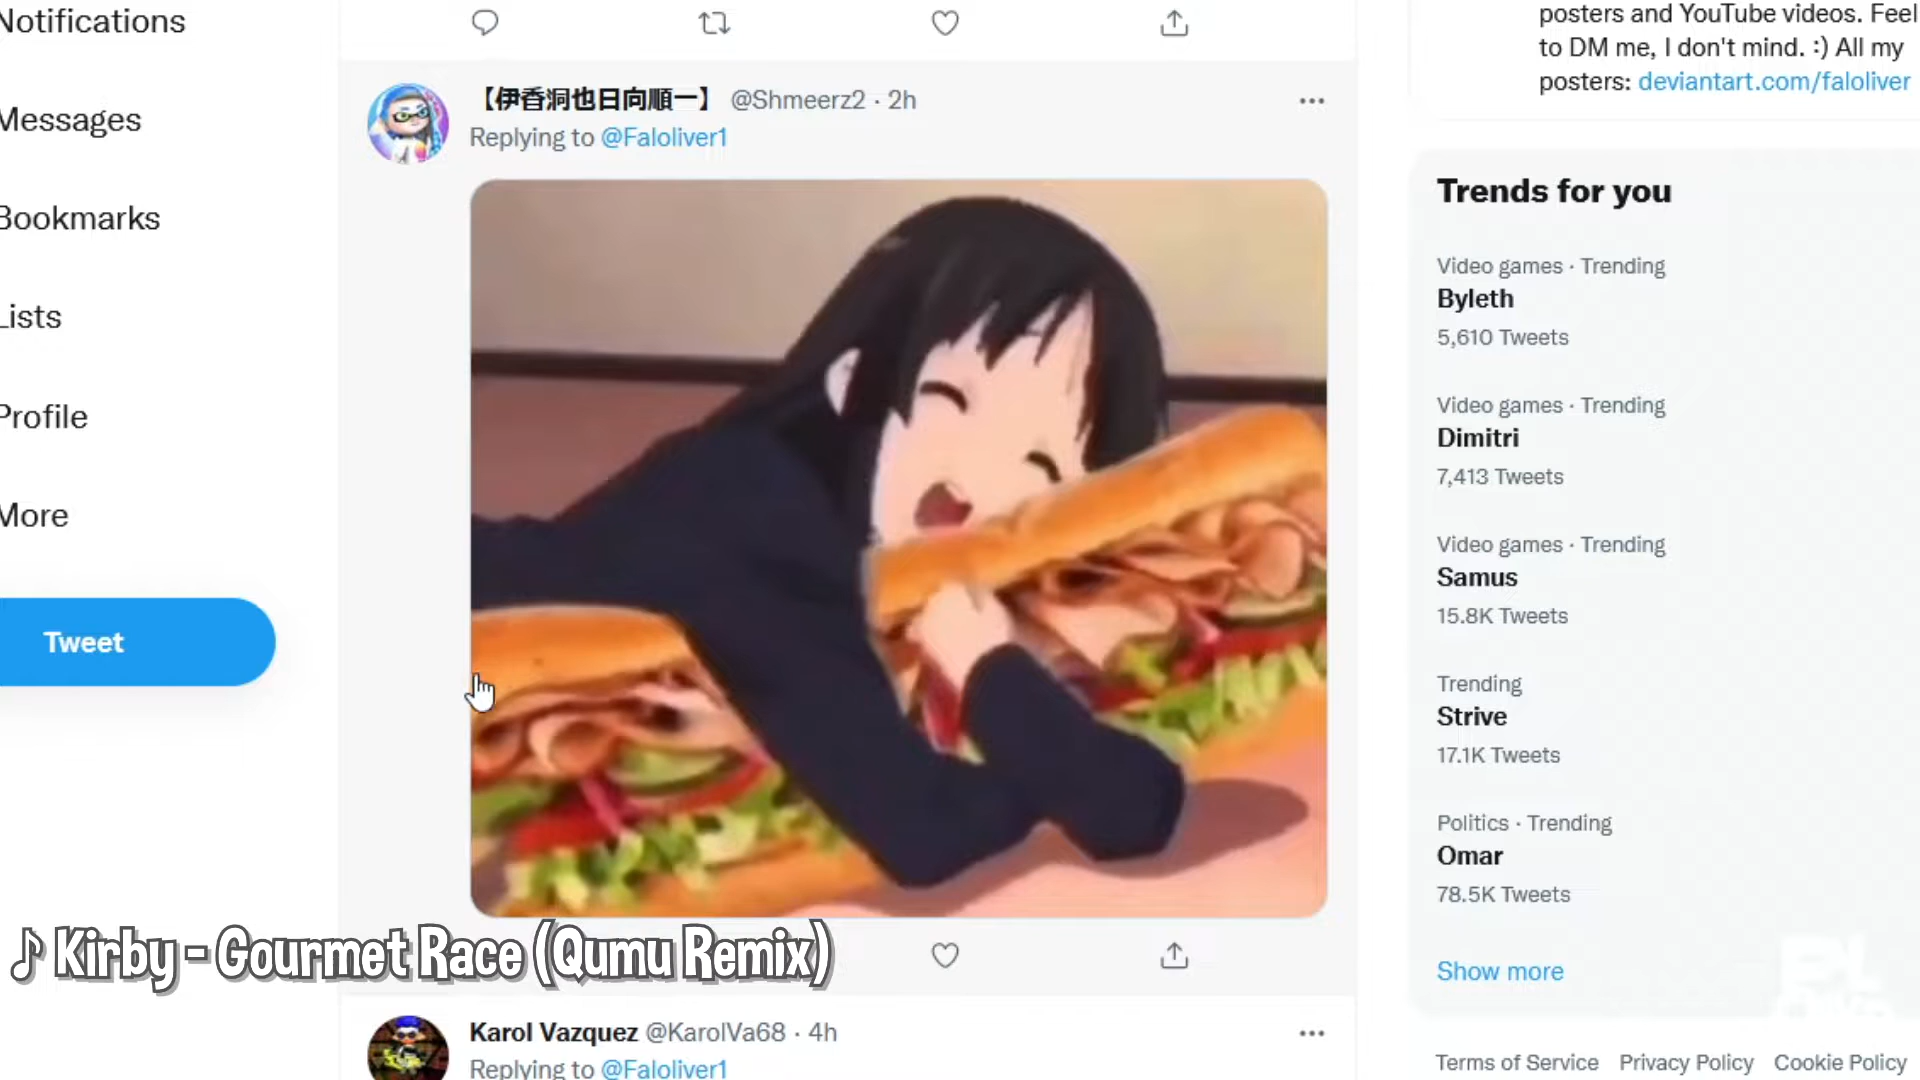 Notifications
Messages
Bookmarks
Lists
Profile
More
Tweet
【伊香洞也日向順一】 @Shmeerz2 · 2h
Replying to @Faloliver1
♪ Kirby - Gourmet Race (Qumu Remix)
Karol Vazquez @KarolVa68 · 4h
Replying to @Faloliver1
posters and YouTube videos. Feel
to DM me, I don't mind. :) All my
posters: deviantart.com/faloliver
Trends for you
Video games · Trending
Byleth
5,610 Tweets
Video games · Trending
Dimitri
7,413 Tweets
Video games · Trending
Samus
15.8K Tweets
Trending
Strive
17.1K Tweets
Politics · Trending
Omar
78.5K Tweets
Show more
Terms of Service Privacy Policy Cookie Policy